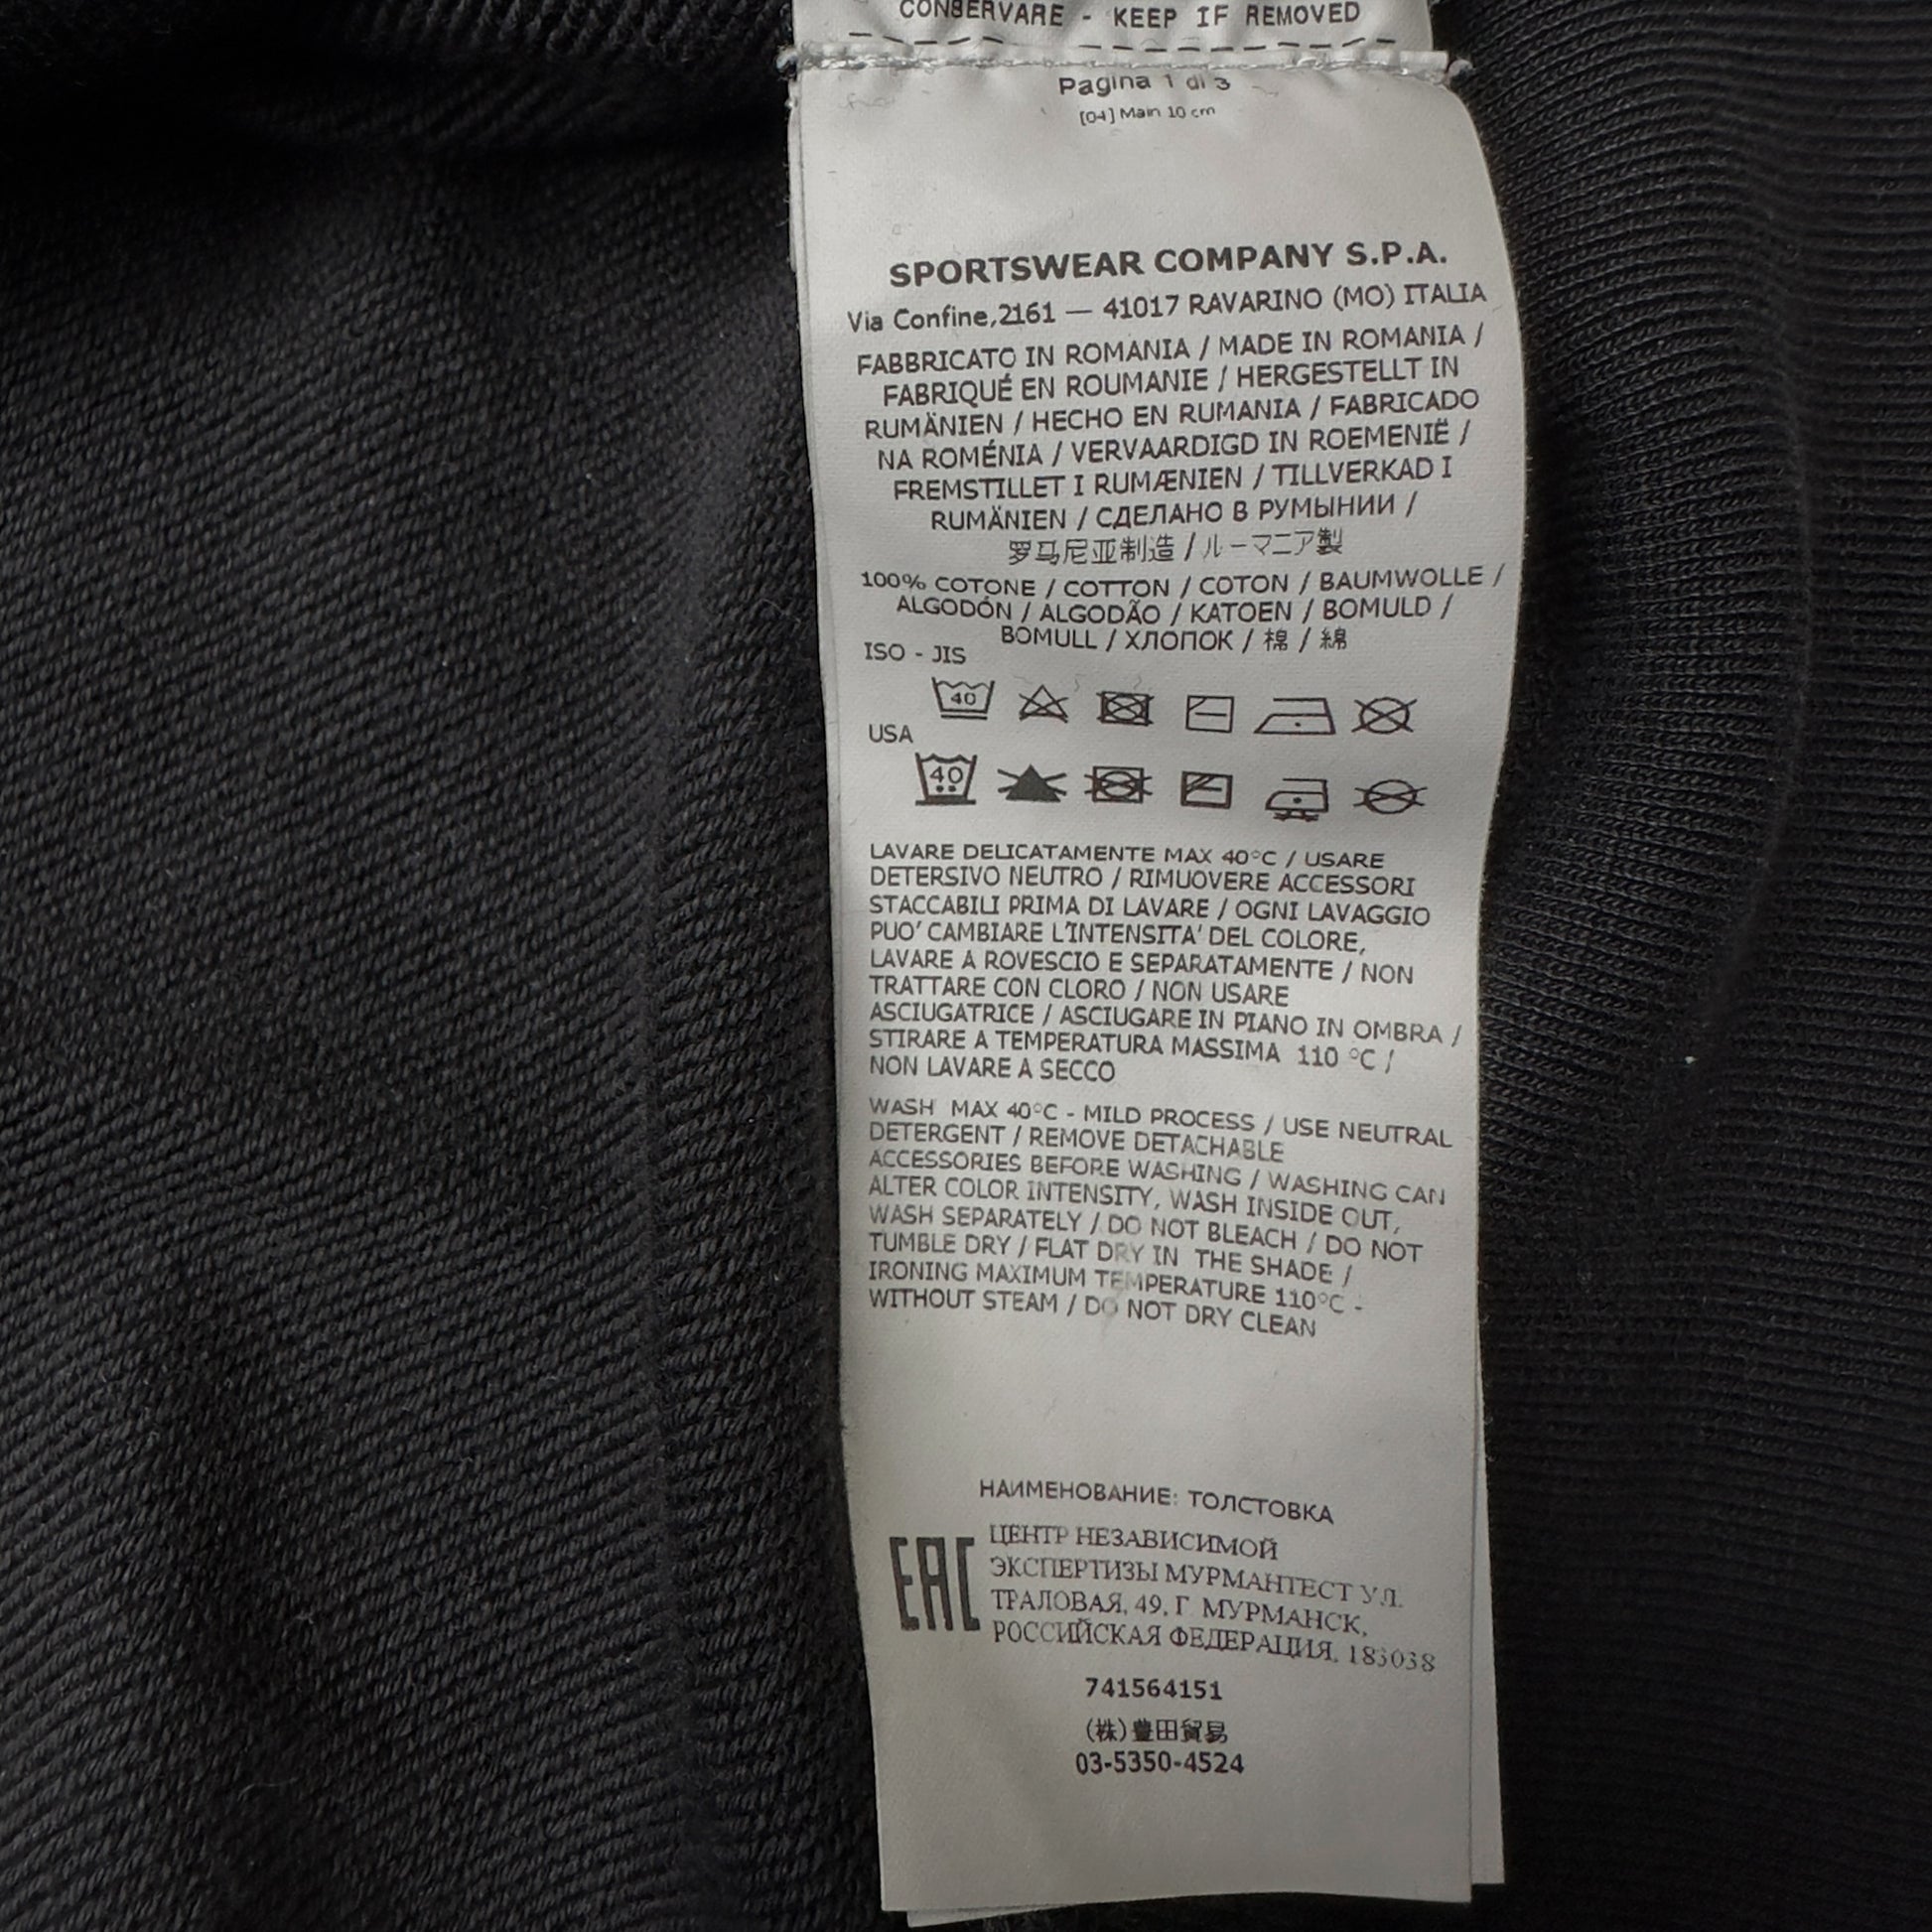 CONSERVARE - KEEP IF REMOVED
Pagina 1 di 3
[04] Main 10 cm
SPORTSWEAR COMPANY S.P.A.
Via Confine,2161 — 41017 RAVARINO (MO) ITALIA
FABBRICATO IN ROMANIA / MADE IN ROMANIA /
FABRIQUÉ EN ROUMANIE / HERGESTELLT IN
RUMÄNIEN / HECHO EN RUMANIA / FABRICADO
NA ROMÉNIA / VERVAARDIGD IN ROEMENIË /
FREMSTILLET I RUMÆNIEN / TILLVERKAD I
RUMÄNIEN / СДЕЛАНО В РУМЫНИИ /
罗马尼亚制造 / ルーマニア製
100% COTONE / COTTON / COTON / BAUMWOLLE /
ALGODÓN / ALGODÃO / KATOEN / BOMULD /
BOMULL / ХЛОПОК / 棉 / 綿
ISO - JIS
40
USA
40
LAVARE DELICATAMENTE MAX 40°C / USARE
DETERSIVO NEUTRO / RIMUOVERE ACCESSORI
STACCABILI PRIMA DI LAVARE / OGNI LAVAGGIO
PUO' CAMBIARE L'INTENSITA' DEL COLORE,
LAVARE A ROVESCIO E SEPARATAMENTE / NON
TRATTARE CON CLORO / NON USARE
ASCIUGATRICE / ASCIUGARE IN PIANO IN OMBRA /
STIRARE A TEMPERATURA MASSIMA 110 °C /
NON LAVARE A SECCO
WASH MAX 40°C - MILD PROCESS / USE NEUTRAL
DETERGENT / REMOVE DETACHABLE
ACCESSORIES BEFORE WASHING / WASHING CAN
ALTER COLOR INTENSITY, WASH INSIDE OUT,
WASH SEPARATELY / DO NOT BLEACH / DO NOT
TUMBLE DRY / FLAT DRY IN THE SHADE /
IRONING MAXIMUM TEMPERATURE 110°C -
WITHOUT STEAM / DO NOT DRY CLEAN
НАИМЕНОВАНИЕ: ТОЛСТОВКА
EAC
ЦЕНТР НЕЗАВИСИМОЙ
ЭКСПЕРТИЗЫ МУРМАНТЕСТ УЛ.
ТРАЛОВАЯ, 49, Г. МУРМАНСК,
РОССИЙСКАЯ ФЕДЕРАЦИЯ, 183038
741564151
(株)豊田貿易
03-5350-4524